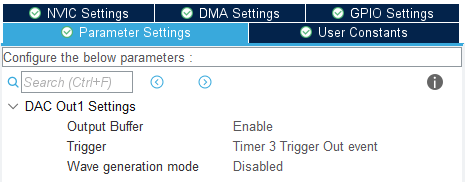 NVIC Settings DMA Settings GPIO Settings
Parameter Settings User Constants
Configure the below parameters :
Search (Ctrl+F)
DAC Out1 Settings
Output Buffer Enable
Trigger Timer 3 Trigger Out event
Wave generation mode Disabled